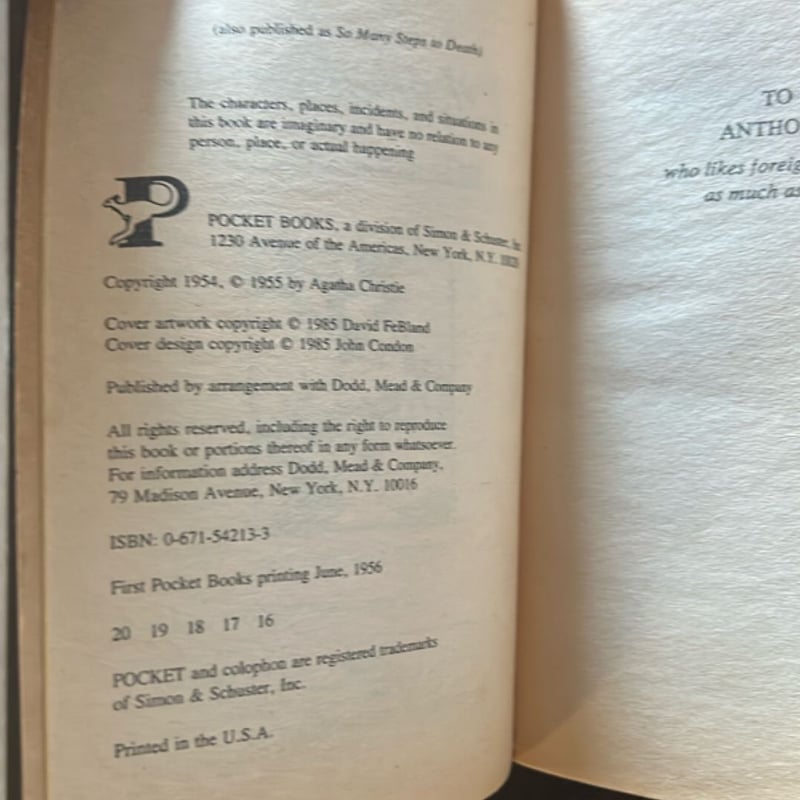 (also published as So Many Steps to Death)
The characters, places, incidents, and situations in
this book are imaginary and have no relation to any
person, place, or actual happening
P
POCKET BOOKS, a division of Simon & Schuster,
1230 Avenue of the Americas, New York, N.Y.
Copyright 1954, © 1955 by Agatha Christie
Cover artwork copyright © 1985 David FeBland
Cover design copyright © 1985 John Condon
Published by arrangement with Dodd, Mead & Company
All rights reserved, including the right to reproduce
this book or portions thereof in any form whatsoever.
For information address Dodd, Mead & Company,
79 Madison Avenue, New York, N.Y. 10016
ISBN: 0-671-54213-3
First Pocket Books printing June, 1956
20 19 18 17 16
POCKET and colophon are registered trademarks
of Simon & Schuster, Inc.
Printed in the U.S.A.
TO
ANTHO
who likes foreig
as much as